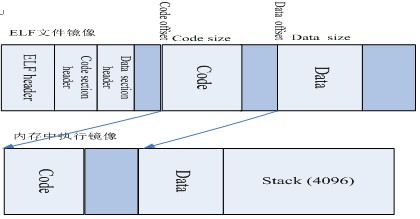 ELF文件镜像
Code offset
Code size
Data offset
Data size
ELF header
Code section header
Data section header
Code
Data
内存中执行镜像
Code
Data
Stack (4096)